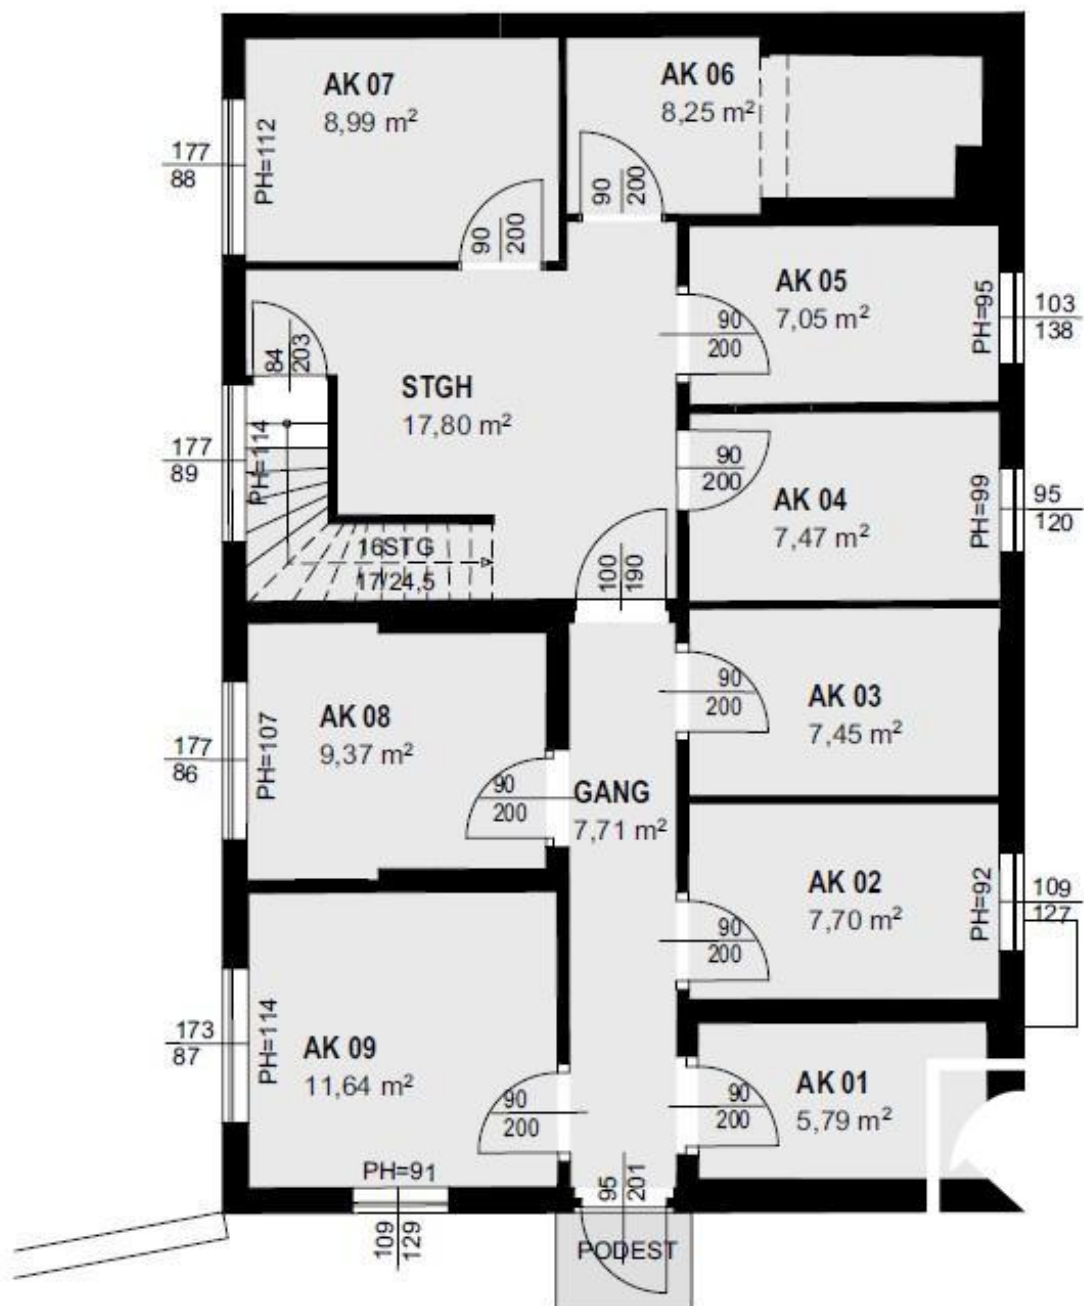 AK 07
8,99 m²
AK 06
8,25 m²
177
88
PH=112
90
200
90
200
AK 05
7,05 m²
PH=95
103
138
90
200
84
203
STGH
17,80 m²
177
89
PH=114
90
200
AK 04
7,47 m²
PH=99
95
120
16STG
17/24,5
100
190
AK 08
9,37 m²
177
86
PH=107
90
200
GANG
7,71 m²
90
200
AK 03
7,45 m²
AK 02
7,70 m²
PH=92
109
127
90
200
AK 09
11,64 m²
173
87
PH=114
90
200
AK 01
5,79 m²
90
200
PH=91
109
129
95
201
PODEST